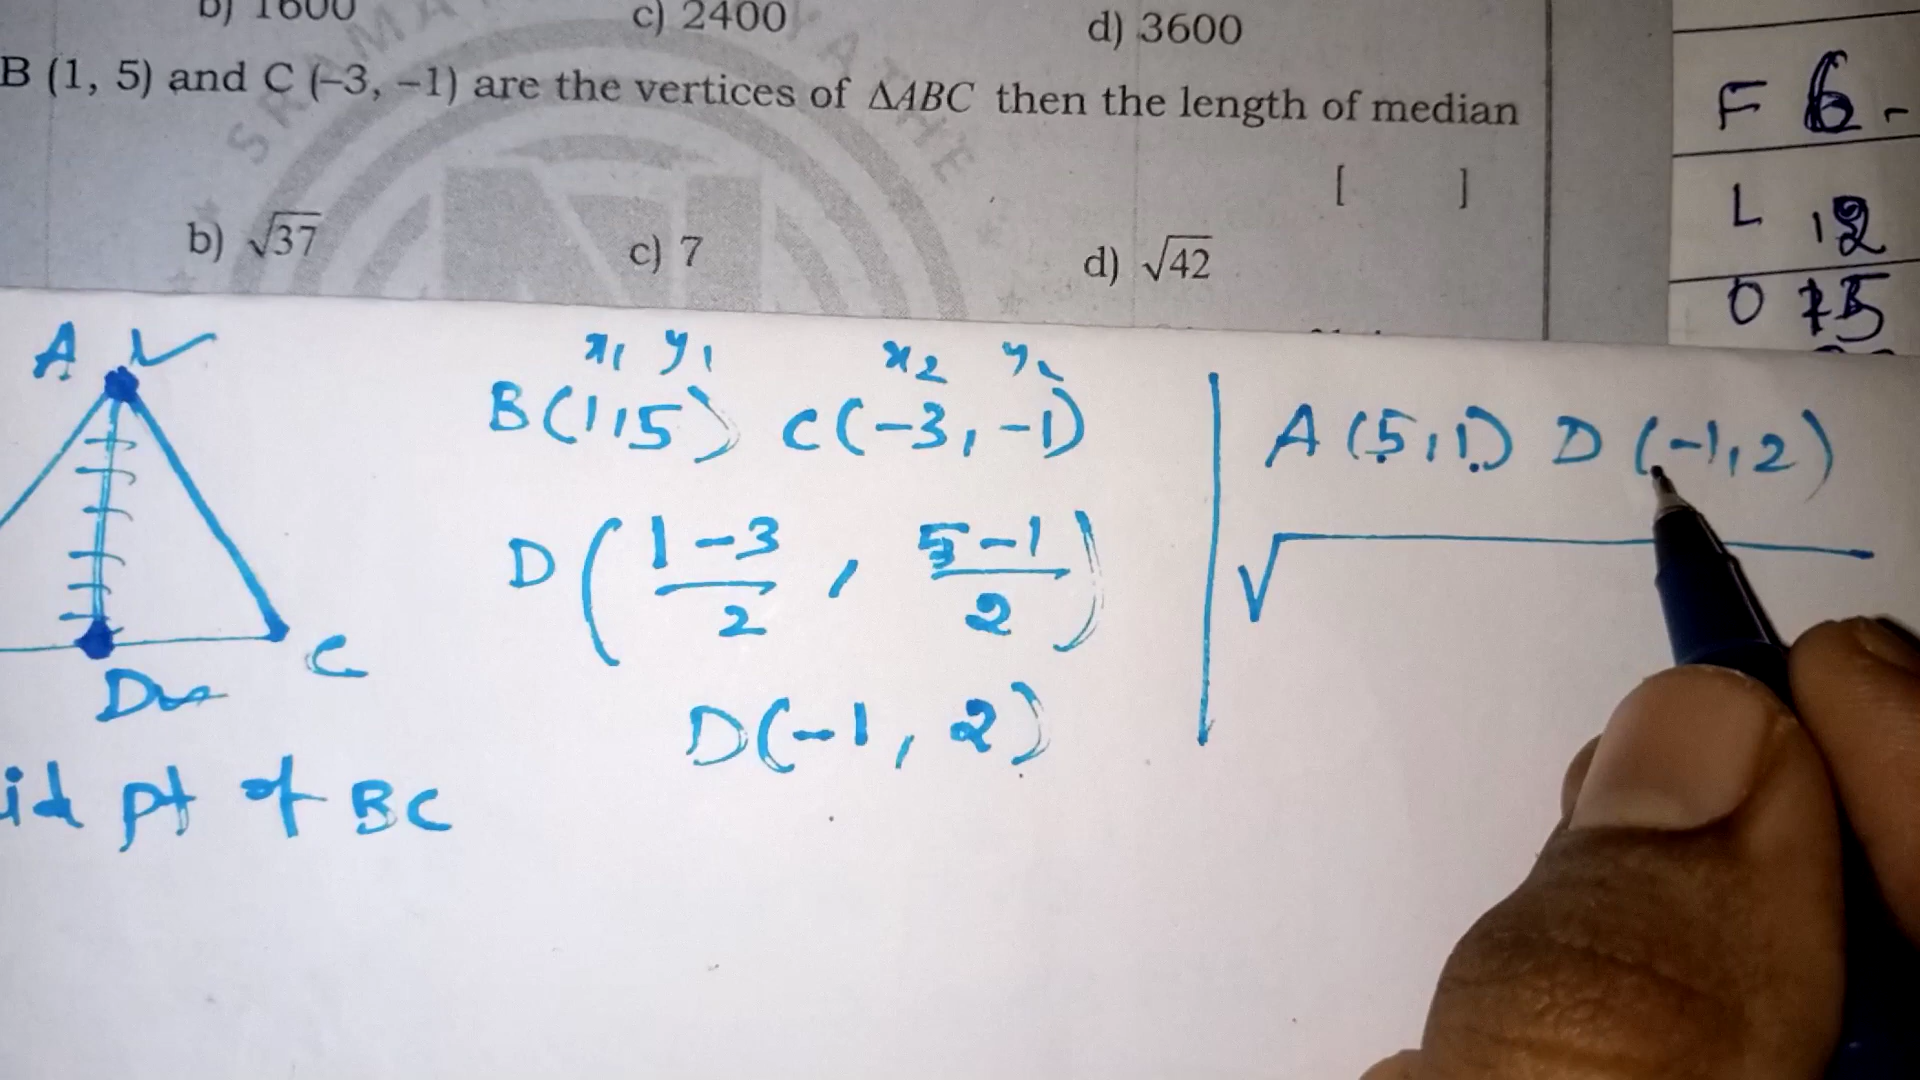 b) 1600 c) 2400 d) 3600
B (1, 5) and C (–3, –1) are the vertices of ΔABC then the length of median
[ ]
b) √37 c) 7 d) √42
F 6 -
L 12
O
A
x1 y1 x2 y2
B(1,5) C(-3,-1)
D(1-3/2, 5-1/2)
D(-1, 2)
A(5,1) D(-1,2)
√
C
D
id pt of BC